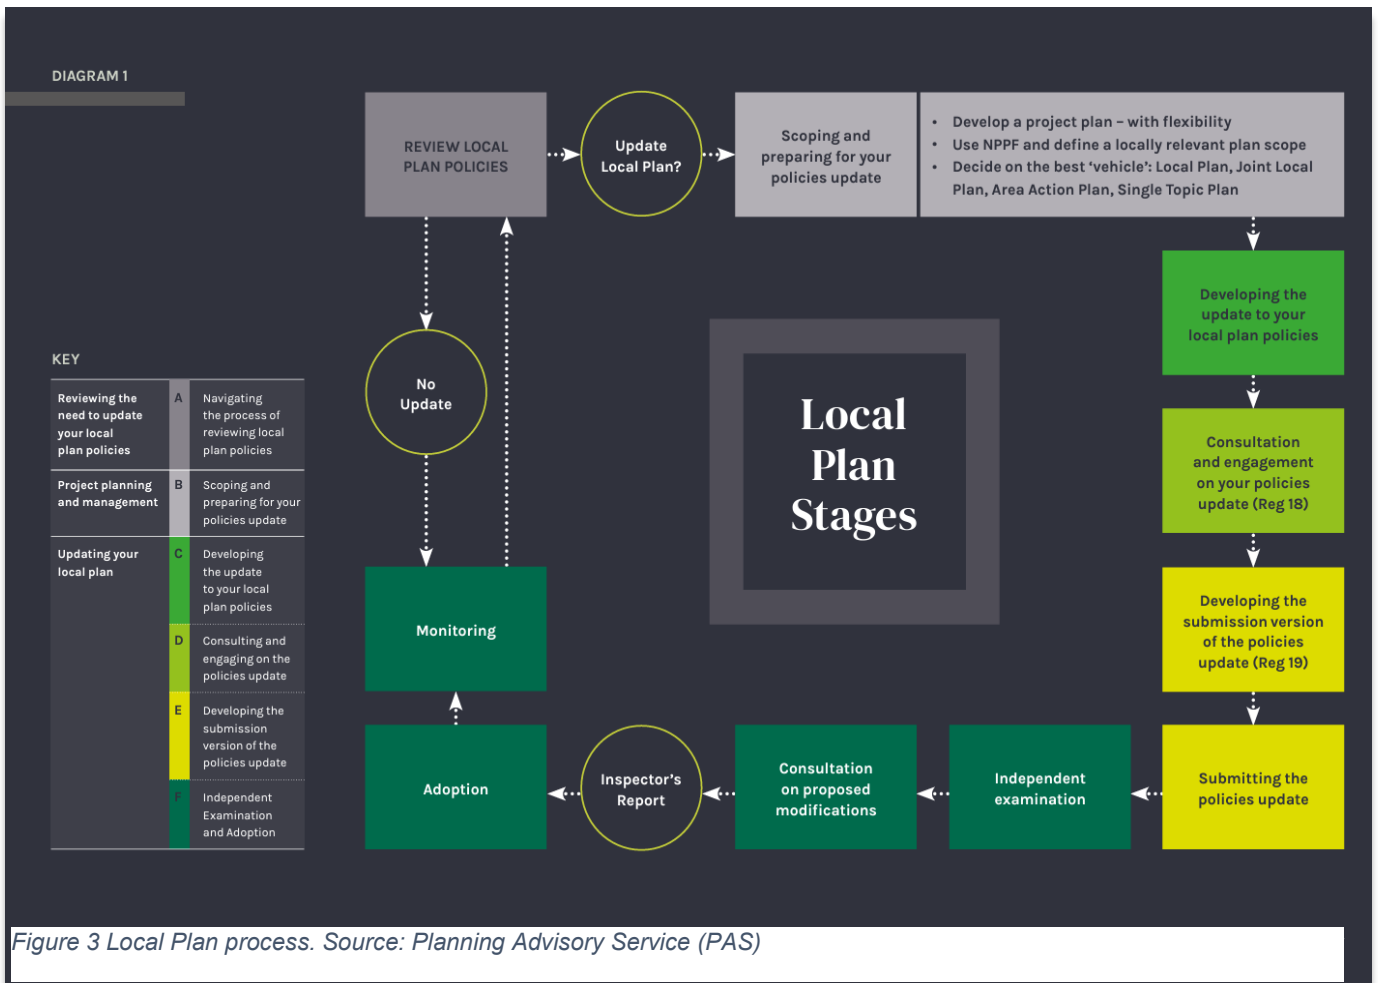 DIAGRAM 1
REVIEW LOCAL
PLAN POLICIES
Update
Local Plan?
Scoping and
preparing for your
policies update
• Develop a project plan – with flexibility
• Use NPPF and define a locally relevant plan scope
• Decide on the best ‘vehicle’: Local Plan, Joint Local
Plan, Area Action Plan, Single Topic Plan
Developing the
update to your
local plan policies
Consultation
and engagement
on your policies
update (Reg 18)
Developing the
submission version
of the policies
update (Reg 19)
Submitting the
policies update
Independent
examination
Consultation
on proposed
modifications
Inspector’s
Report
Adoption
Monitoring
No
Update
Local
Plan
Stages
KEY
Reviewing the
need to update
your local
plan policies
A
Navigating
the process of
reviewing local
plan policies
Project planning
and management
B
Scoping and
preparing for your
policies update
Updating your
local plan
C
Developing
the update
to your local
plan policies
D
Consulting and
engaging on the
policies update
E
Developing the
submission
version of the
policies update
F
Independent
Examination
and Adoption
Figure 3 Local Plan process. Source: Planning Advisory Service (PAS)